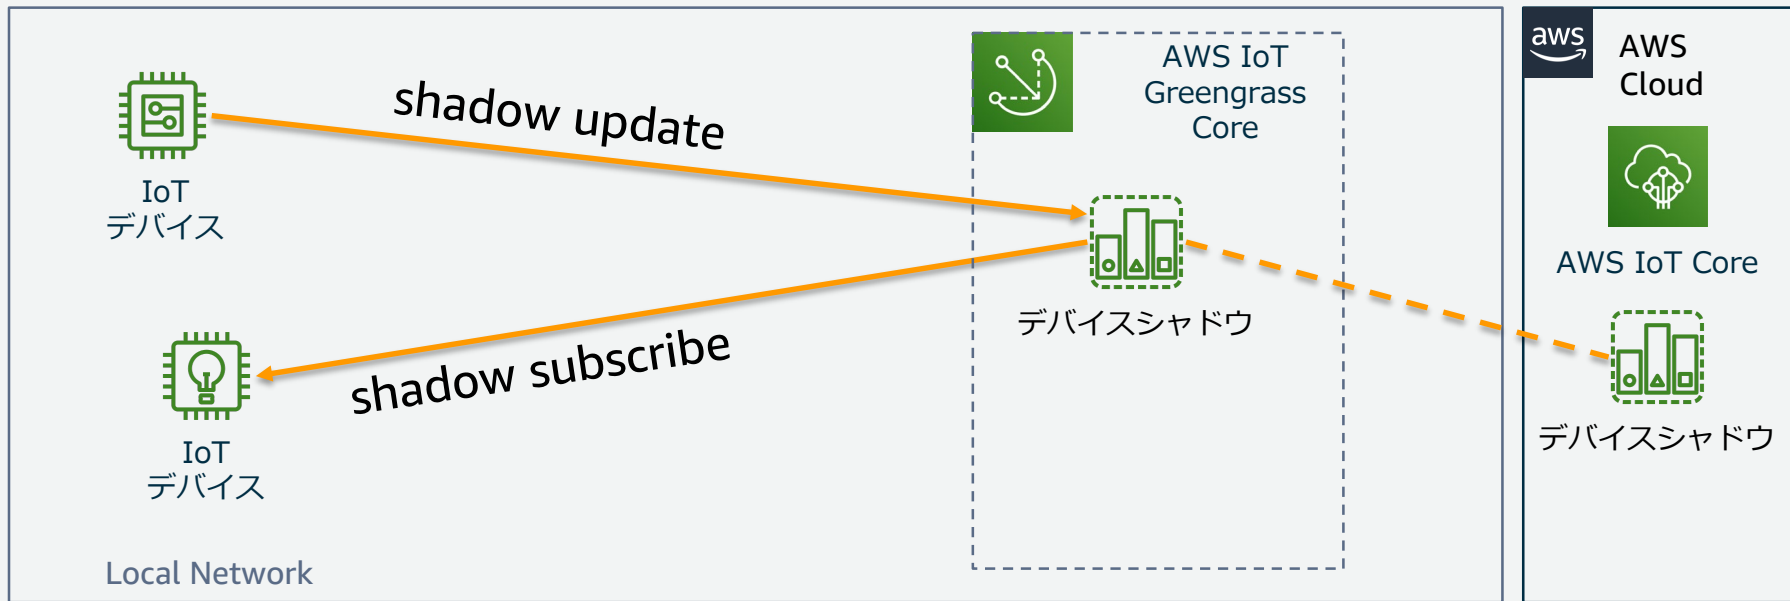 shadow update
IoT
デバイス
AWS IoT
Greengrass
Core
デバイスシャドウ
shadow subscribe
IoT
デバイス
Local Network
aws
AWS
Cloud
AWS IoT Core
デバイスシャドウ